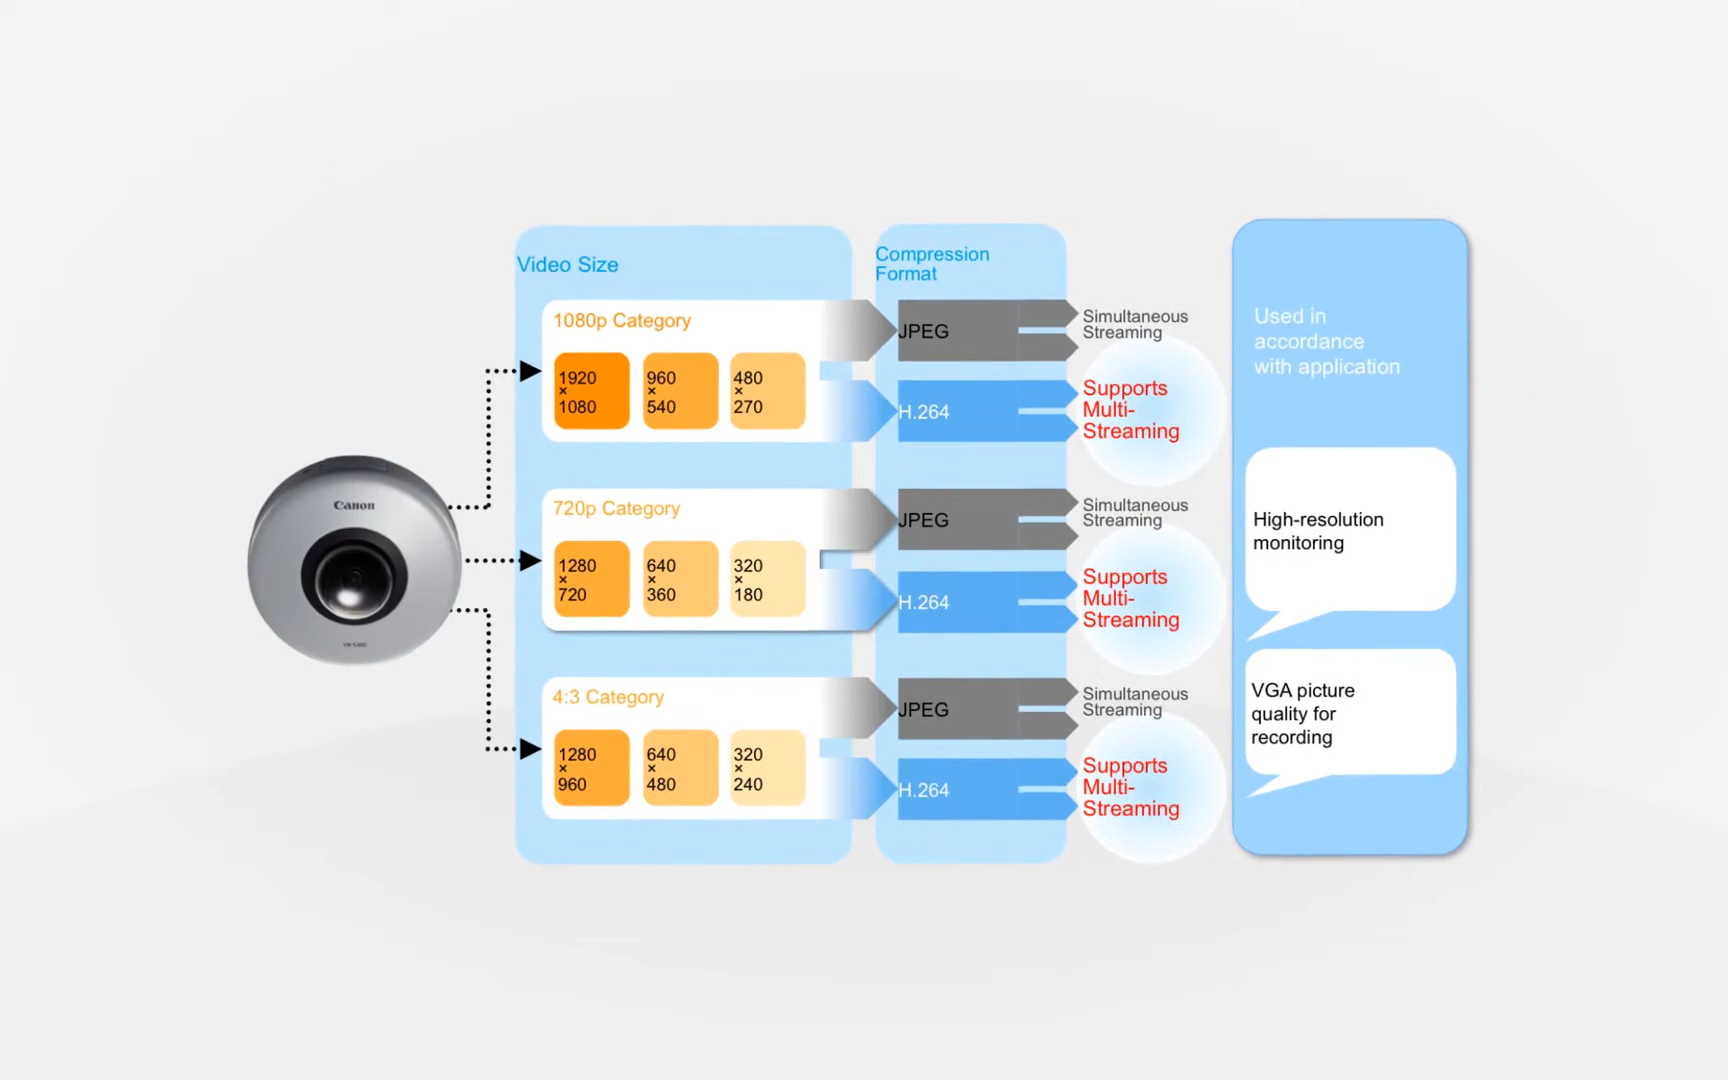 Video Size
Compression
Format
1080p Category
1920
×
1080
960
×
540
480
×
270
JPEG
Simultaneous
Streaming
H.264
Supports
Multi-
Streaming
Canon
720p Category
1280
×
720
640
×
360
320
×
180
JPEG
Simultaneous
Streaming
H.264
Supports
Multi-
Streaming
4:3 Category
1280
×
960
640
×
480
320
×
240
JPEG
Simultaneous
Streaming
H.264
Supports
Multi-
Streaming
Used in
accordance
with application
High-resolution
monitoring
VGA picture
quality for
recording